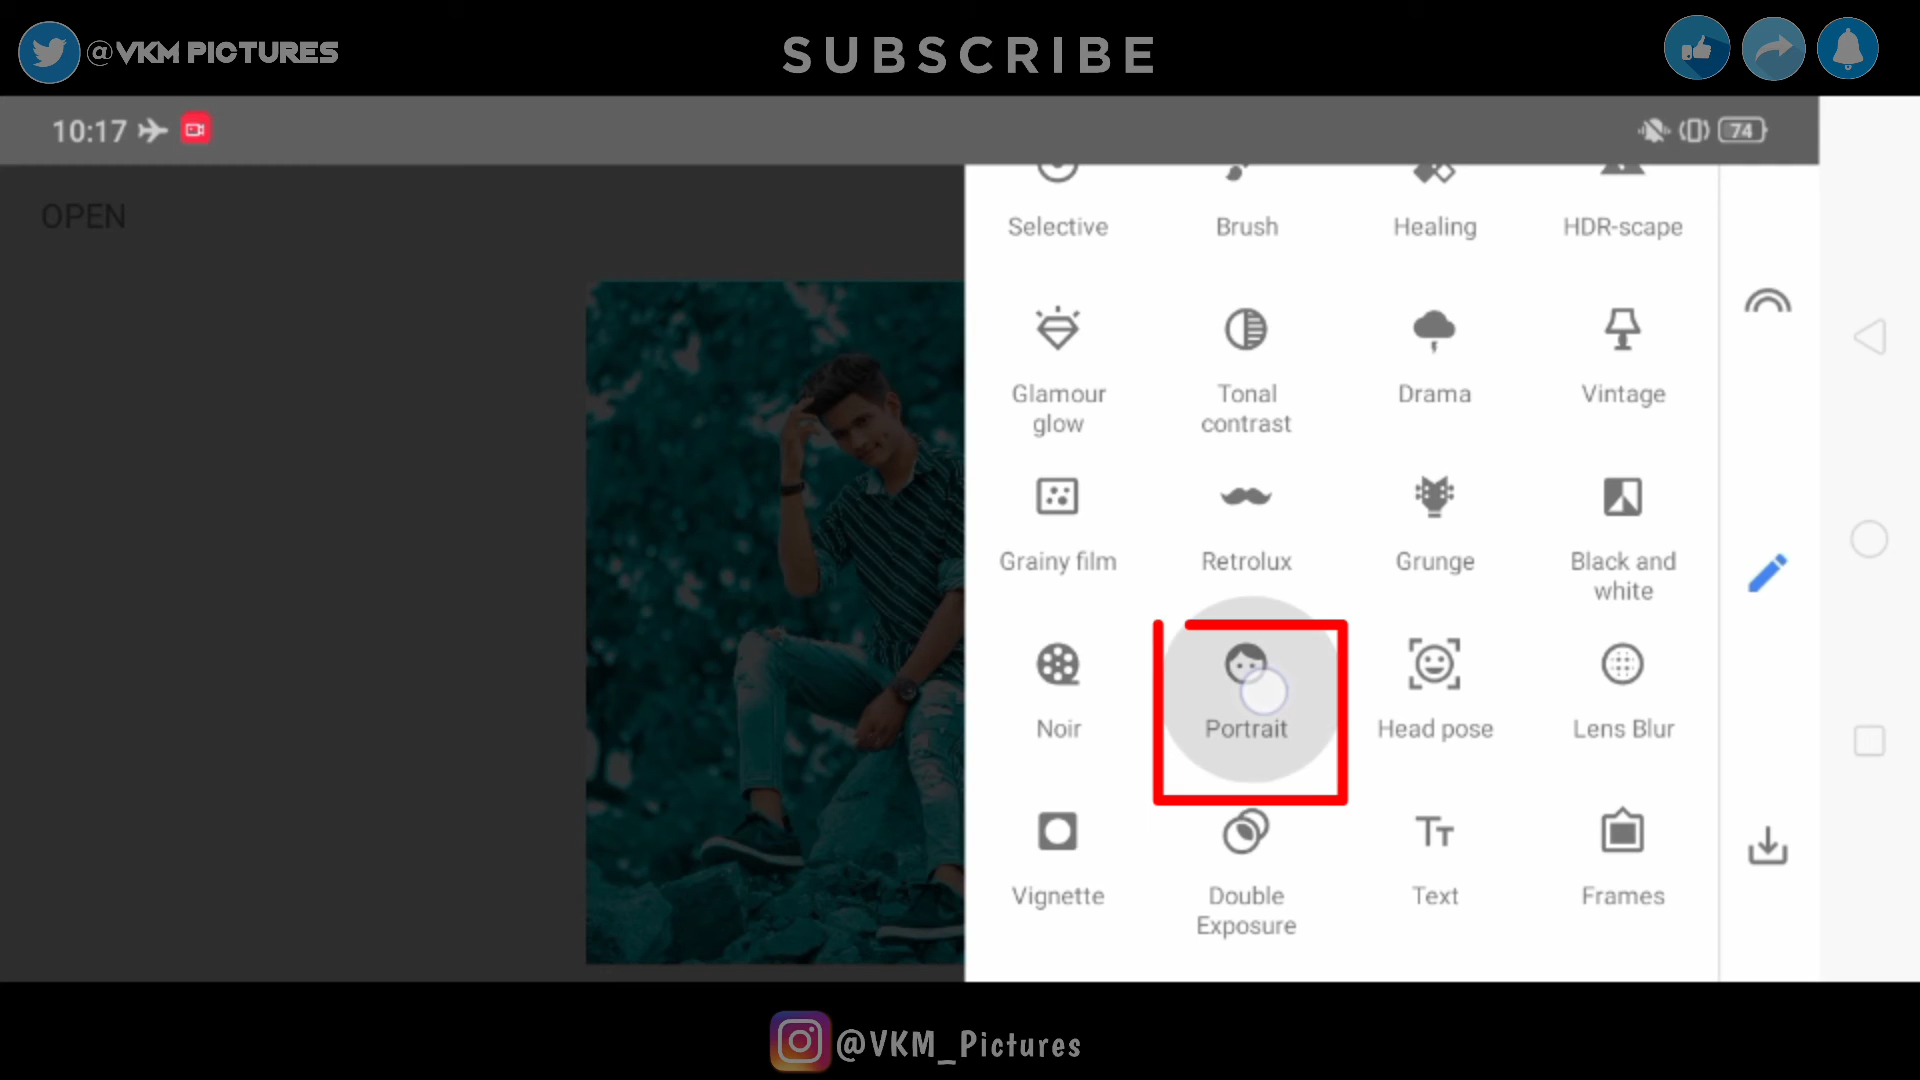 @VKM PICTURES
SUBSCRIBE
10:17
74
OPEN
Selective
Brush
Healing
HDR-scape
Glamour
glow
Tonal
contrast
Drama
Vintage
Grainy film
Retrolux
Grunge
Black and
white
Noir
Portrait
Head pose
Lens Blur
Vignette
Double
Exposure
Tт
Text
Frames
@VKM_Pictures